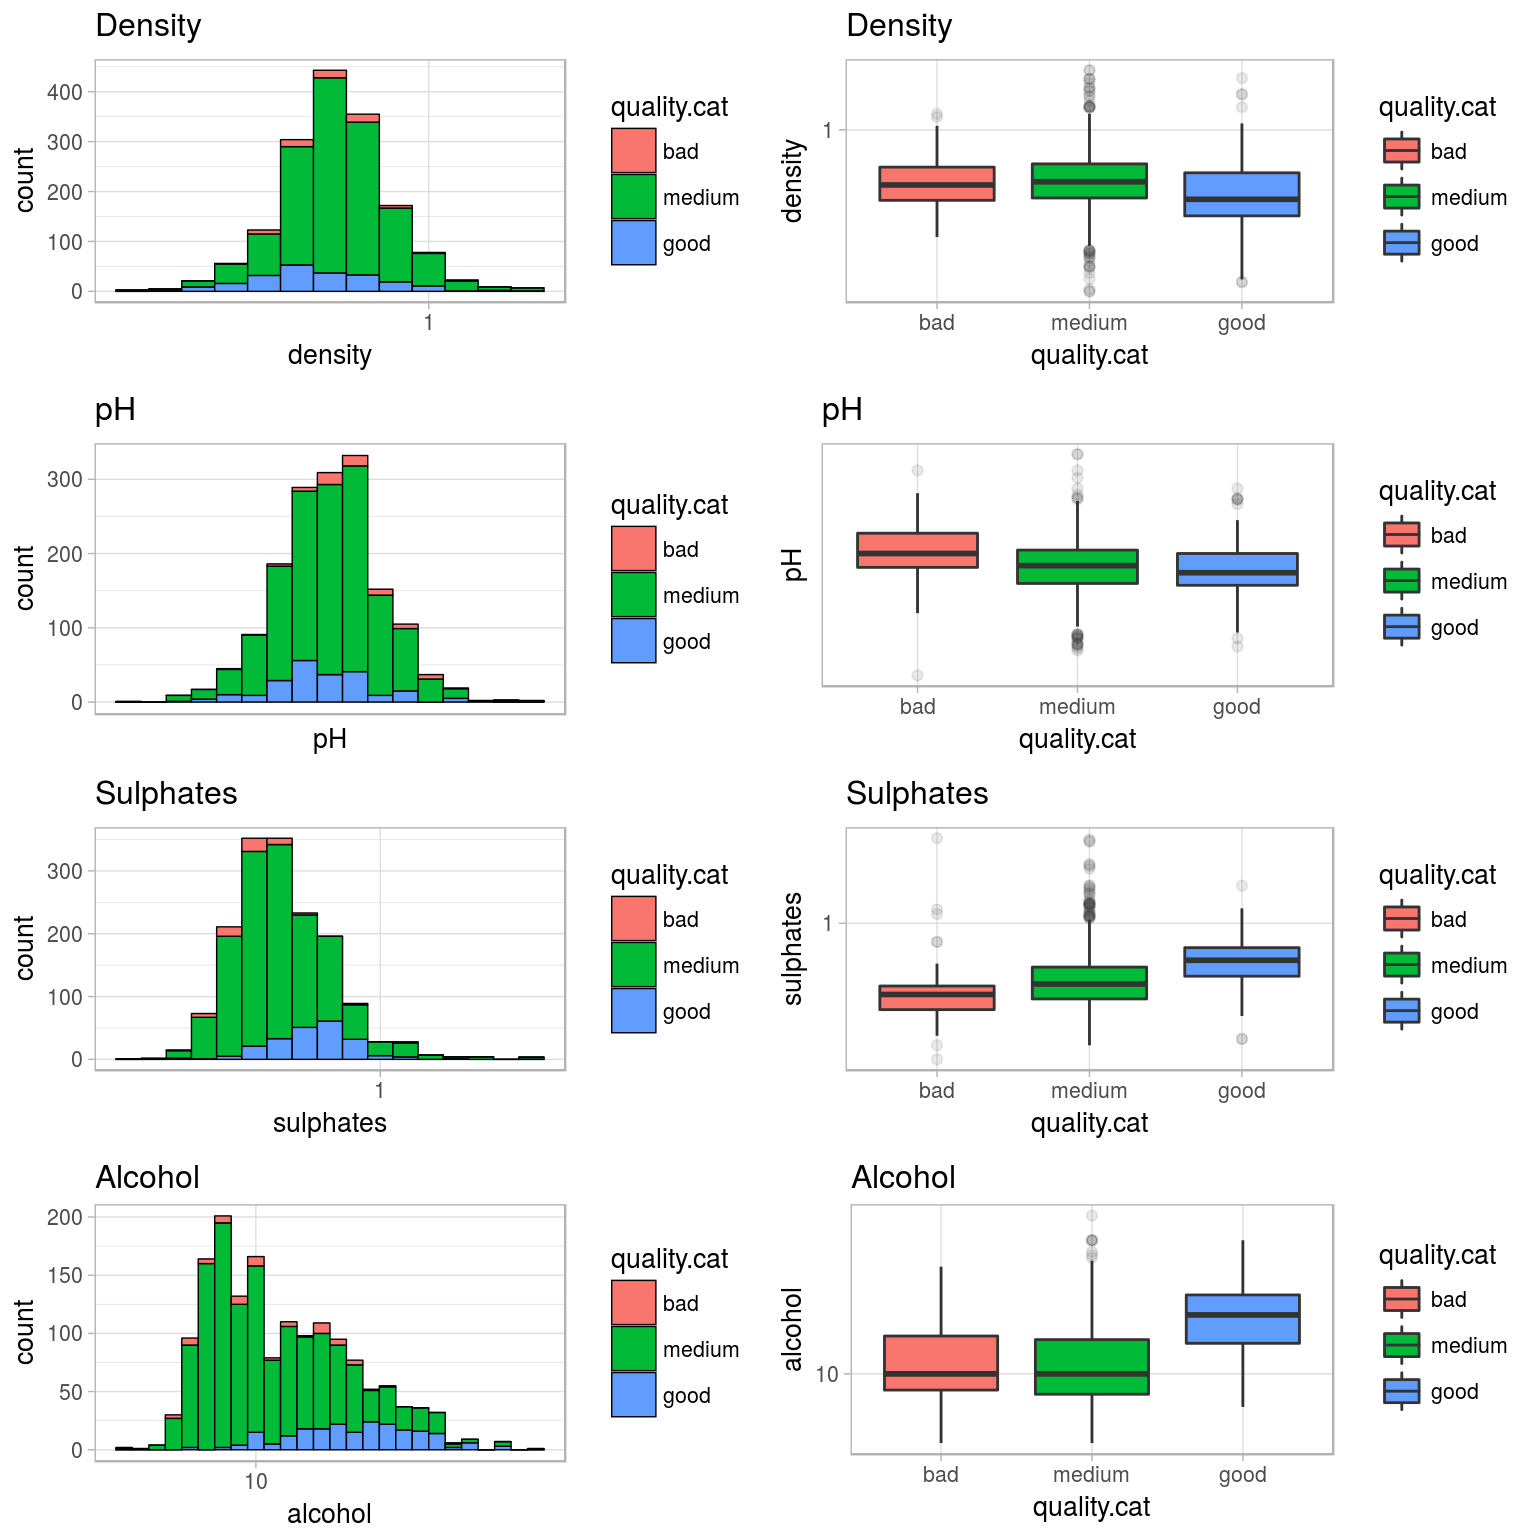 Density
count
400
300
200
100
0
1
density
quality.cat
bad
medium
good
Density
density
1
bad medium good
quality.cat
quality.cat
bad
medium
good
pH
count
300
200
100
0
pH
quality.cat
bad
medium
good
pH
pH
bad medium good
quality.cat
quality.cat
bad
medium
good
Sulphates
count
300
200
100
0
1
sulphates
quality.cat
bad
medium
good
Sulphates
sulphates
1
bad medium good
quality.cat
quality.cat
bad
medium
good
Alcohol
count
200
150
100
50
0
10
alcohol
quality.cat
bad
medium
good
Alcohol
alcohol
10
bad medium good
quality.cat
quality.cat
bad
medium
good